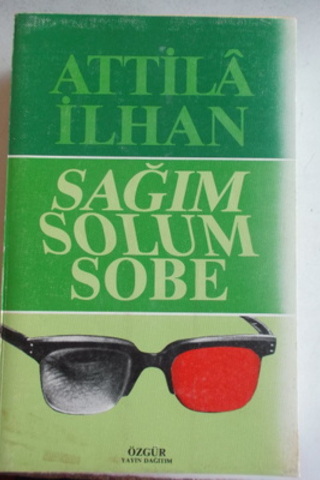 ATTİLÂ
İLHAN
SAĞIM
SOLUM
SOBE
ÖZGÜR
YAYIN DAĞITIM